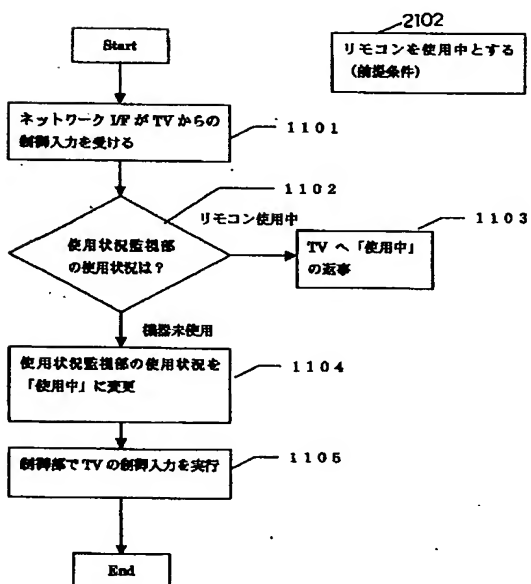 Start
2102
リモコンを使用中とする
(前提条件)
ネットワーク I/F が TV からの
制御入力を受ける
1101
1102
使用状況監視部
の使用状況は?
リモコン使用中
1103
TV へ「使用中」
の返事
機器未使用
使用状況監視部の使用状況を
「使用中」に変更
1104
制御部で TV の制御入力を実行
1105
End